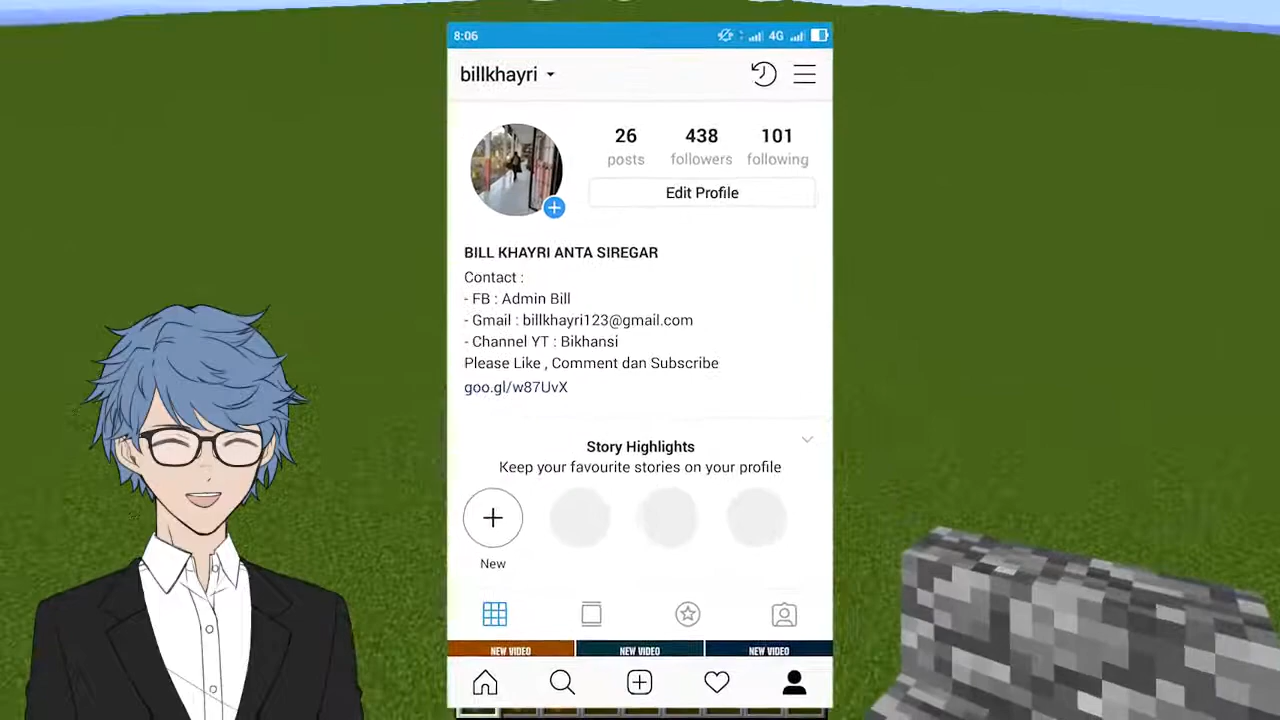 8:06
4G
billkhayri
26 438 101
posts followers following
Edit Profile
BILL KHAYRI ANTA SIREGAR
Contact :
- FB : Admin Bill
- Gmail : billkhayri123@gmail.com
- Channel YT : Bikhansi
Please Like , Comment dan Subscribe
goo.gl/w87UvX
Story Highlights
Keep your favourite stories on your profile
New
NEW VIDEO NEW VIDEO NEW VIDEO